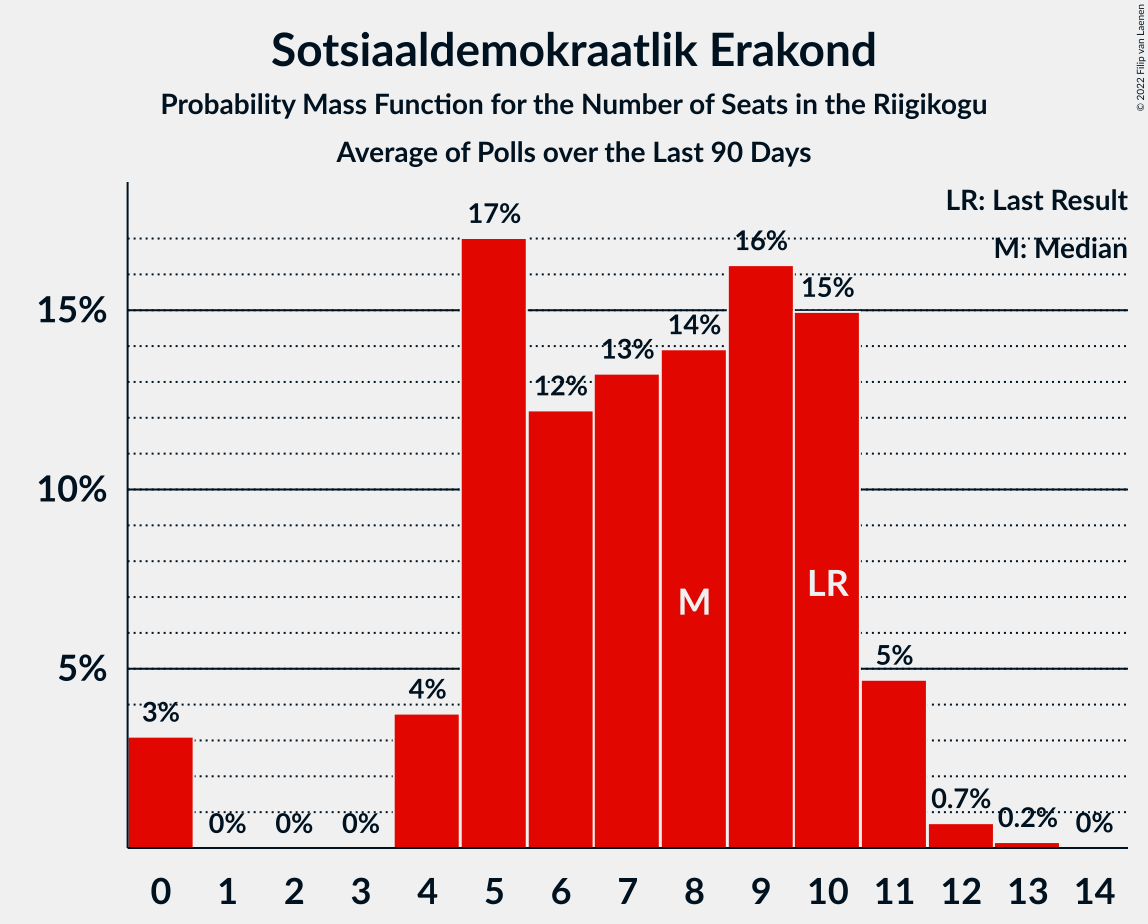 Sotsiaaldemokraatlik Erakond
Probability Mass Function for the Number of Seats in the Riigikogu
Average of Polls over the Last 90 Days
© 2022 Filip van Laenen
LR: Last Result
M: Median
17%
16%
15%
15%
14%
13%
12%
10%
M
LR
5%
5%
4%
3%
0%
0%
0%
0.7%
0.2%
0%
0 1 2 3 4 5 6 7 8 9 10 11 12 13 14